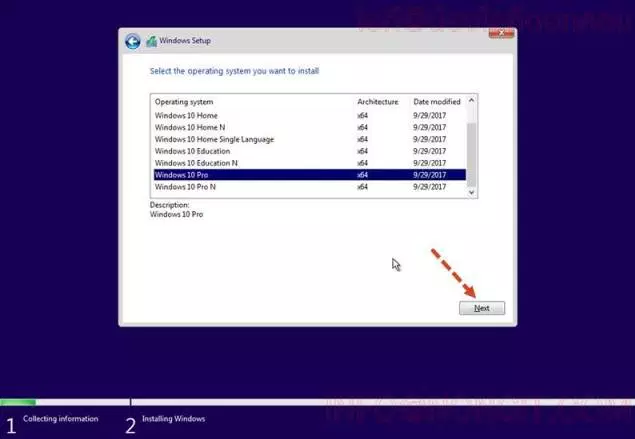 Windows Setup
Select the operating system you want to install
Operating system Architecture Date modified
Windows 10 Home x64 9/29/2017
Windows 10 Home N x64 9/29/2017
Windows 10 Home Single Language x64 9/29/2017
Windows 10 Education x64 9/29/2017
Windows 10 Education N x64 9/29/2017
Windows 10 Pro x64 9/29/2017
Windows 10 Pro N x64 9/29/2017
Description:
Windows 10 Pro
Next
1 Collecting information
2 Installing Windows